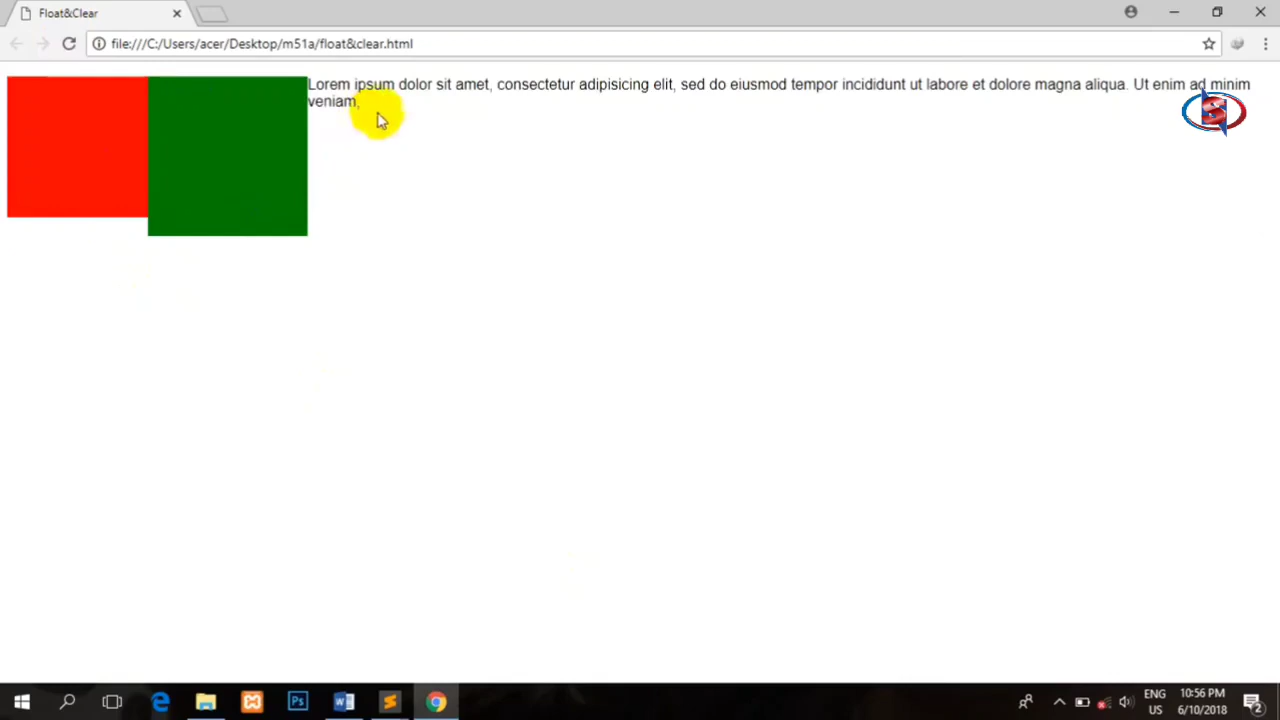 Float&Clear
file:///C:/Users/acer/Desktop/m51a/float&clear.html
Lorem ipsum dolor sit amet, consectetur adipisicing elit, sed do eiusmod tempor incididunt ut labore et dolore magna aliqua. Ut enim ad minim
veniam,
S
Ps
ENG
US
10:56 PM
6/10/2018
2